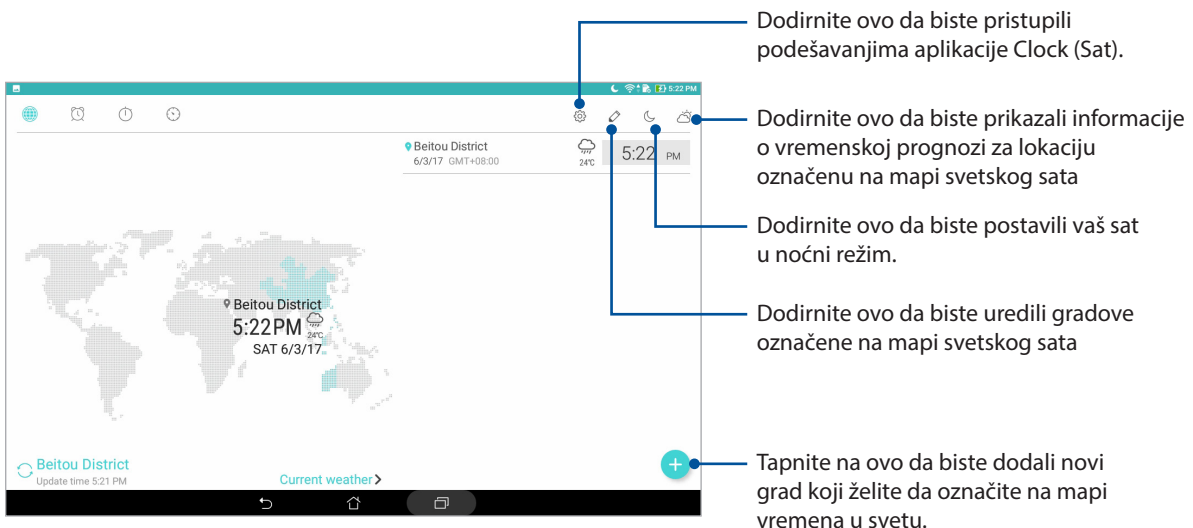 Dodirnite ovo da biste pristupili
podešavanjima aplikacije Clock (Sat).
5:22 PM
Dodirnite ovo da biste prikazali informacije
o vremenskoj prognozi za lokaciju
označenu na mapi svetskog sata
Beitou District
6/3/17 GMT+08:00
24°C
5:22 PM
Dodirnite ovo da biste postavili vaš sat
u noćni režim.
Beitou District
5:22PM
24°C
SAT 6/3/17
Dodirnite ovo da biste uredili gradove
označene na mapi svetskog sata
Beitou District
Update time 5:21 PM
Current weather
Tapnite na ovo da biste dodali novi
grad koji želite da označite na mapi
vremena u svetu.